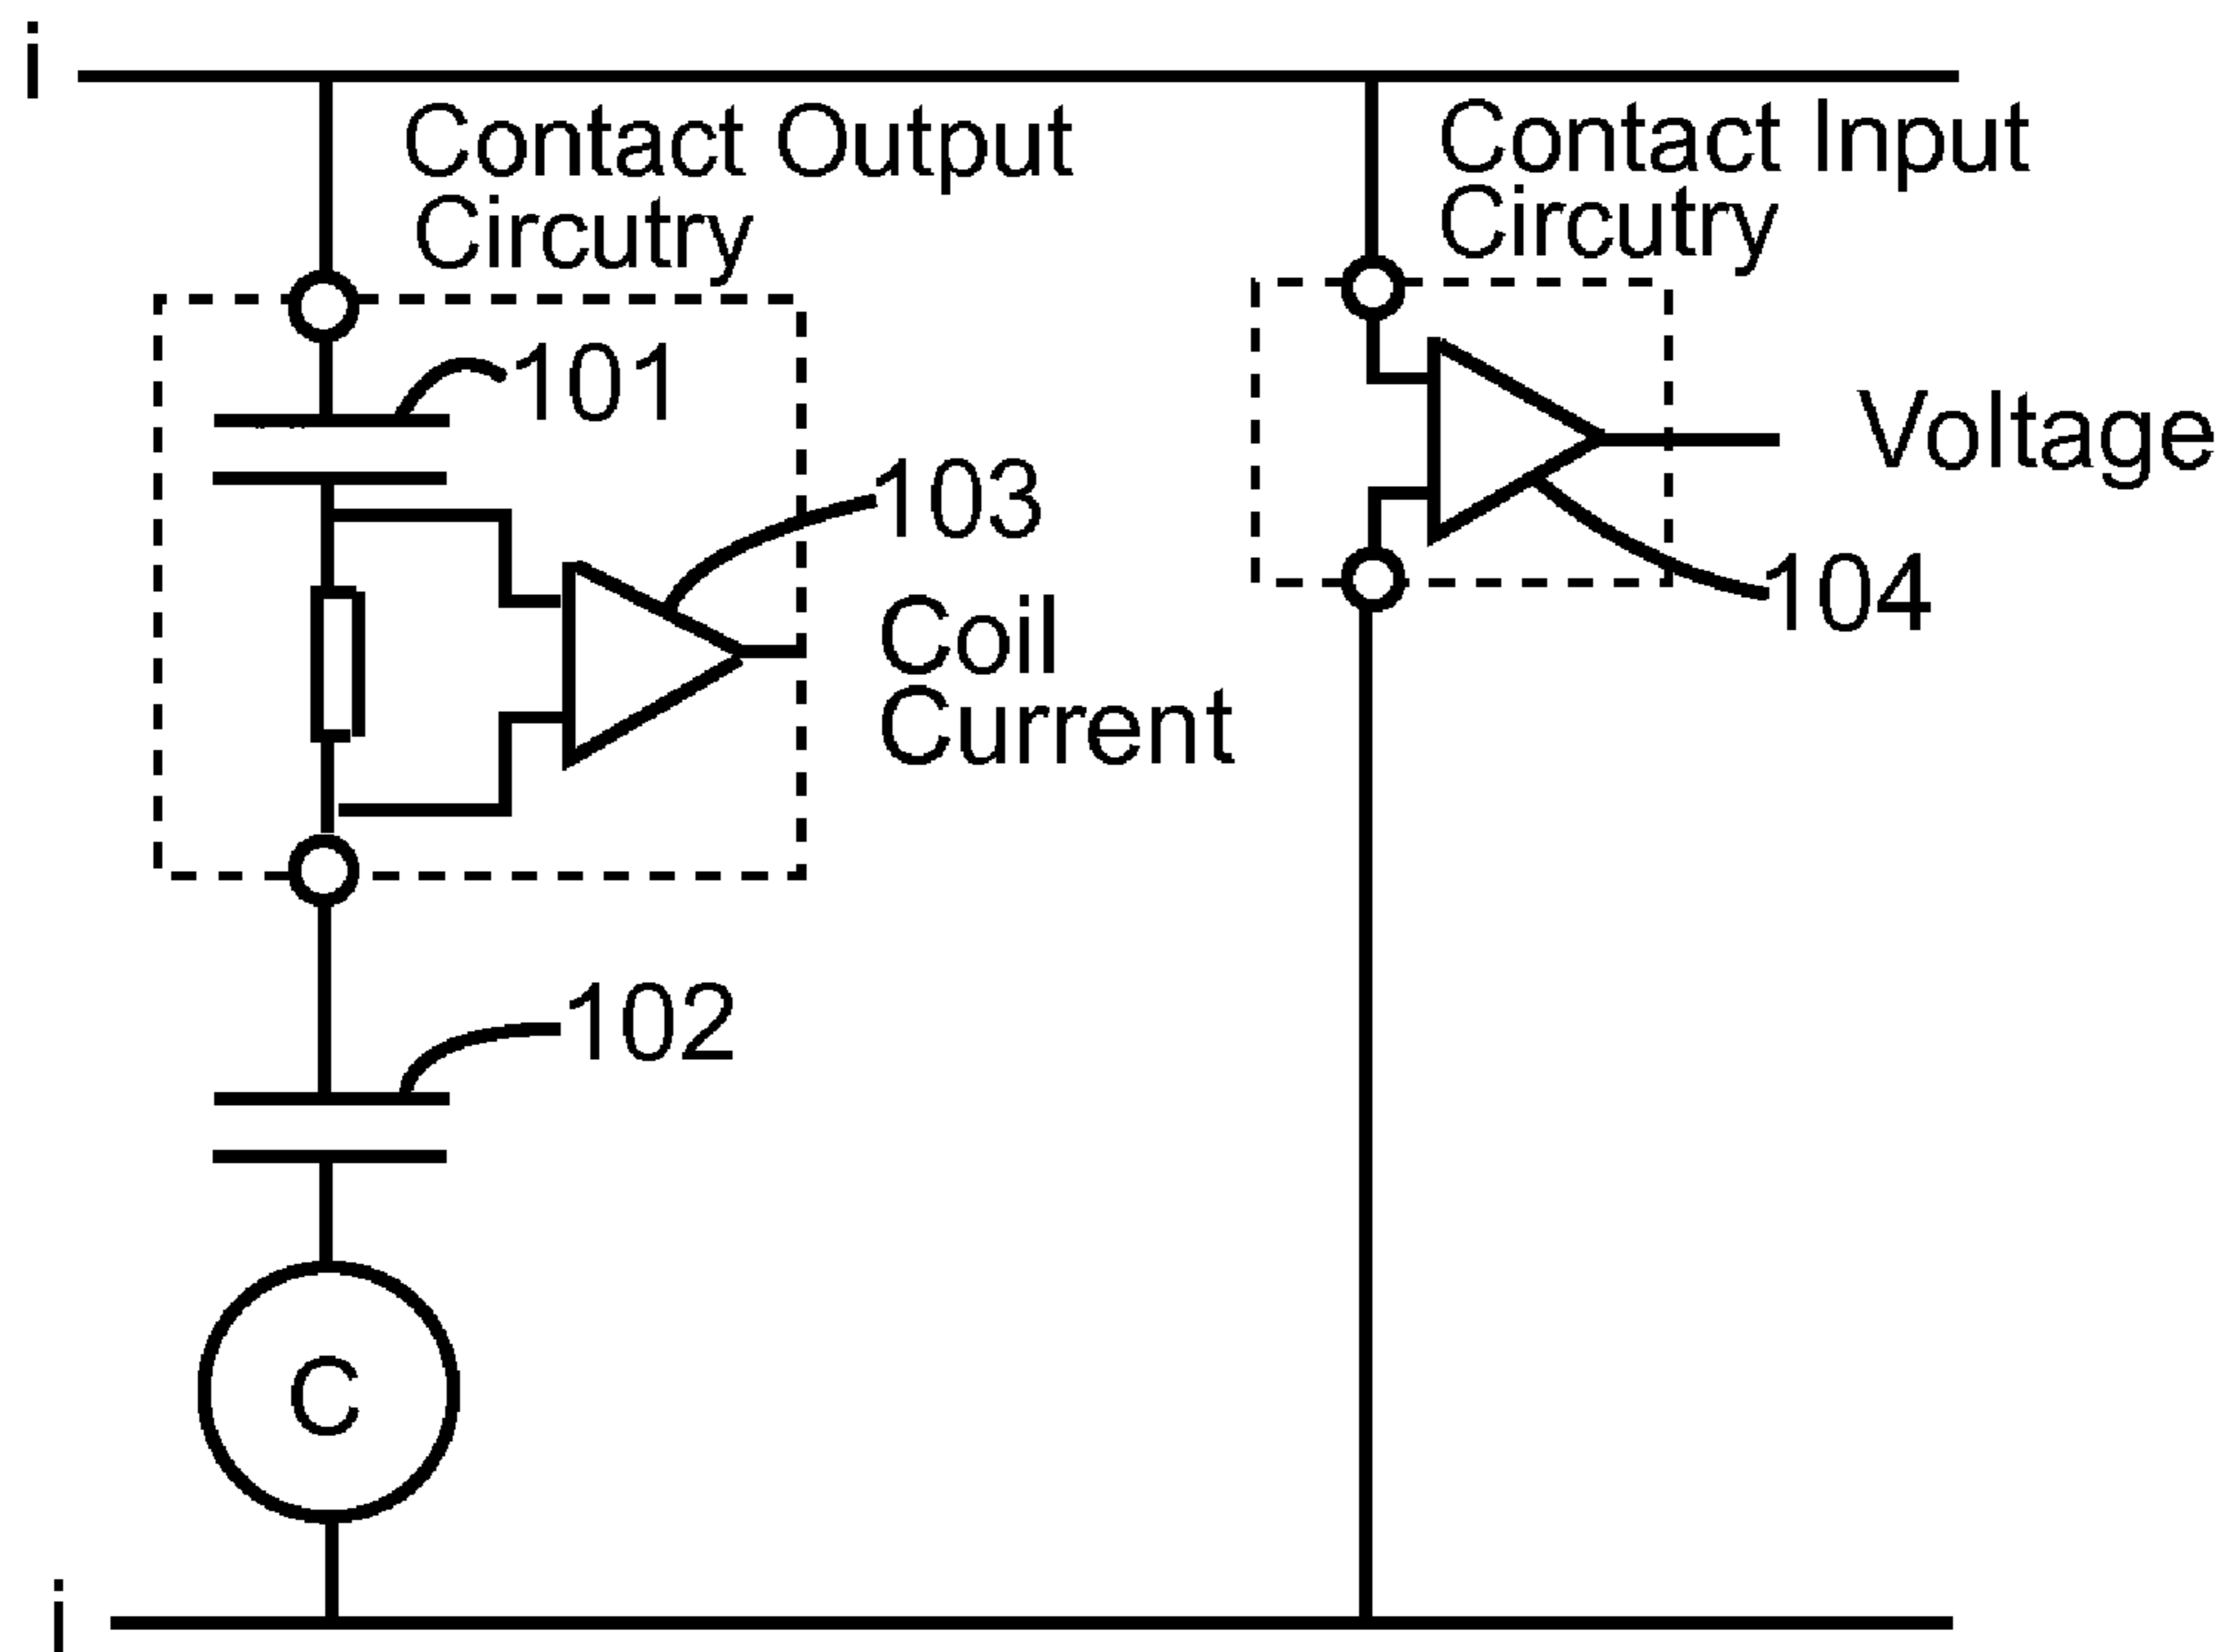 i
Contact Output
Circutry
Contact Input
Circutry
101
103
Voltage
Coil
Current
104
102
C